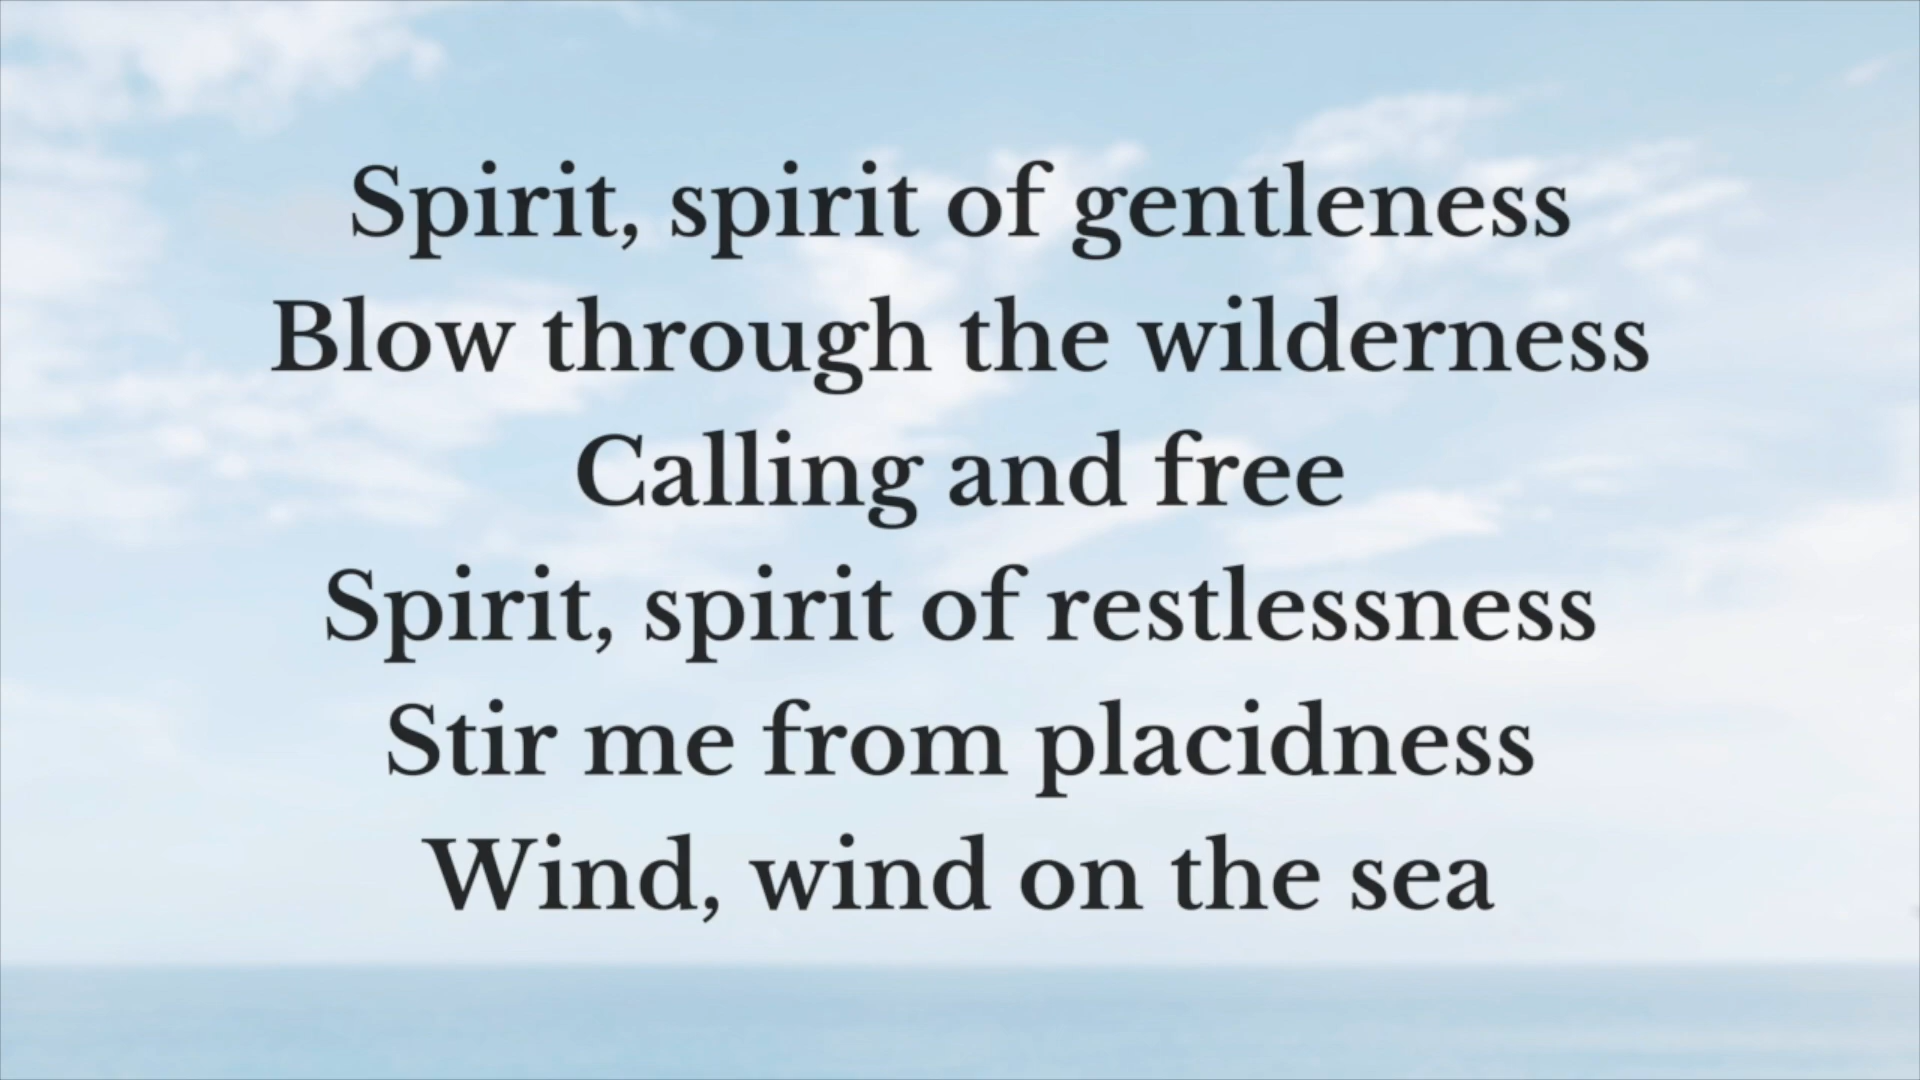 Spirit, spirit of gentleness
Blow through the wilderness
Calling and free
Spirit, spirit of restlessness
Stir me from placidness
Wind, wind on the sea